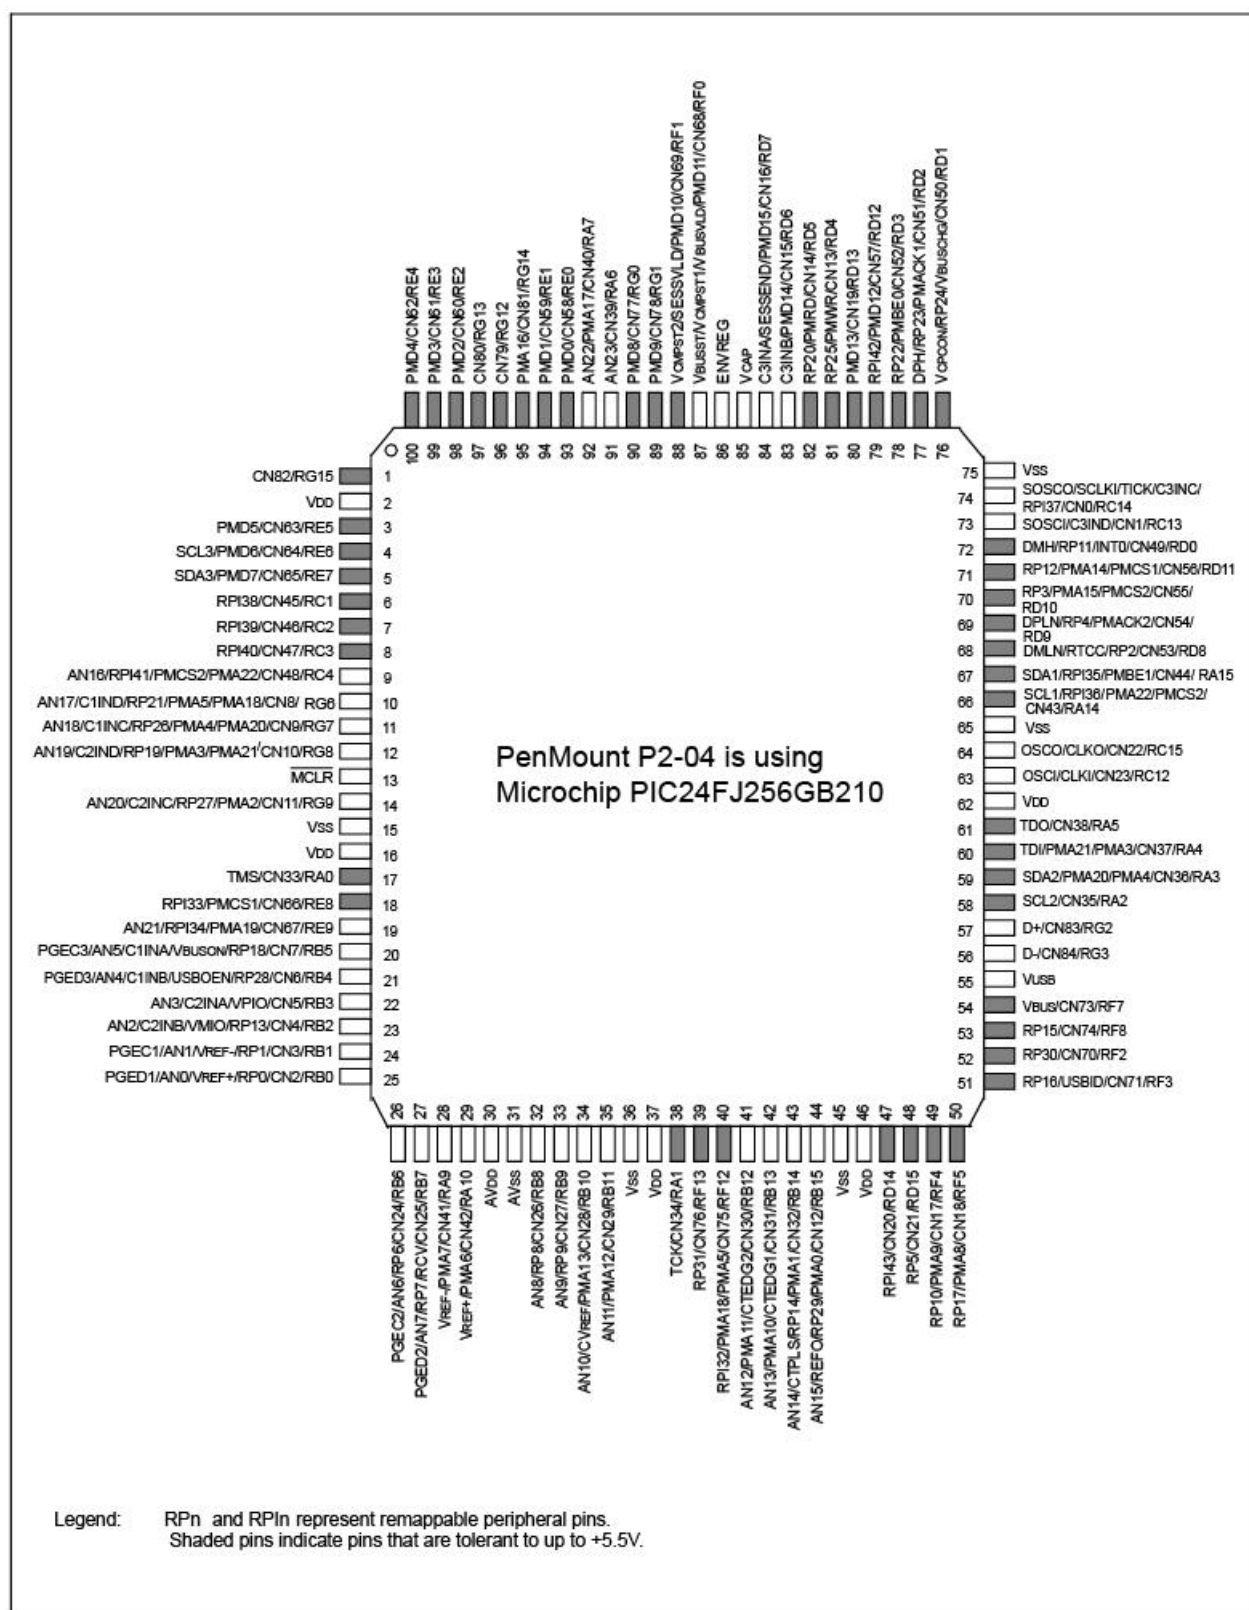 PMD4/CN62/RE4
PMD3/CN61/RE3
PMD2/CN60/RE2
CN80/RG13
CN79/RG12
PMA16/CN81/RG14
PMD1/CN59/RE1
PMD0/CN58/RE0
AN22/PMA17/CN40/RA7
AN23/CN39/RA6
PMD8/CN77/RG0
PMD9/CN78/RG1
VCMPST2/SESSVLD/PMD10/CN69/RF1
VBUSST/VCMPST1/VBUSVLD/PMD11/CN68/RF0
ENVREG
VCAP
C3INA/SESSEND/PMD15/CN16/RD7
C3INB/PMD14/CN15/RD6
RP20/PMRD/CN14/RD5
RP25/PMWR/CN13/RD4
PMD13/CN19/RD13
RPI42/PMD12/CN57/RD12
RP22/PMBE0/CN52/RD3
DPH/RP23/PMACK1/CN51/RD2
VCPCON/RP24/VBUSCHG/CN50/RD1
100
99
98
97
96
95
94
93
92
91
90
89
88
87
86
85
84
83
82
81
80
79
78
77
76
CN82/RG15 1
VDD 2
PMD5/CN63/RE5 3
SCL3/PMD6/CN64/RE6 4
SDA3/PMD7/CN65/RE7 5
RPI38/CN45/RC1 6
RPI39/CN46/RC2 7
RPI40/CN47/RC3 8
AN16/RPI41/PMCS2/PMA22/CN48/RC4 9
AN17/C1IND/RP21/PMA5/PMA18/CN8/ RG6 10
AN18/C1INC/RP26/PMA4/PMA20/CN9/RG7 11
AN19/C2IND/RP19/PMA3/PMA21/CN10/RG8 12
MCLR 13
AN20/C2INC/RP27/PMA2/CN11/RG9 14
VSS 15
VDD 16
TMS/CN33/RA0 17
RPI33/PMCS1/CN66/RE8 18
AN21/RPI34/PMA19/CN67/RE9 19
PGEC3/AN5/C1INA/VBUSON/RP18/CN7/RB5 20
PGED3/AN4/C1INB/USBOEN/RP28/CN6/RB4 21
AN3/C2INA/VPIO/CN5/RB3 22
AN2/C2INB/VMIO/RP13/CN4/RB2 23
PGEC1/AN1/VREF-/RP1/CN3/RB1 24
PGED1/AN0/VREF+/RP0/CN2/RB0 25
PenMount P2-04 is using
Microchip PIC24FJ256GB210
75 VSS
74 SOSCO/SCLKI/TICK/C3INC/
RPI37/CN0/RC14
73 SOSCI/C3IND/CN1/RC13
72 DMH/RP11/INT0/CN49/RD0
71 RP12/PMA14/PMCS1/CN56/RD11
70 RP3/PMA15/PMCS2/CN55/
RD10
69 DPLN/RP4/PMACK2/CN54/
RD9
68 DMLN/RTCC/RP2/CN53/RD8
67 SDA1/RPI35/PMBE1/CN44/ RA15
66 SCL1/RPI36/PMA22/PMCS2/
CN43/RA14
65 VSS
64 OSCO/CLKO/CN22/RC15
63 OSCI/CLKI/CN23/RC12
62 VDD
61 TDO/CN38/RA5
60 TDI/PMA21/PMA3/CN37/RA4
59 SDA2/PMA20/PMA4/CN36/RA3
58 SCL2/CN35/RA2
57 D+/CN83/RG2
56 D-/CN84/RG3
55 VUSB
54 VBUS/CN73/RF7
53 RP15/CN74/RF8
52 RP30/CN70/RF2
51 RP16/USBID/CN71/RF3
26
27
28
29
30
31
32
33
34
35
36
37
38
39
40
41
42
43
44
45
46
47
48
49
50
PGEC2/AN6/RP6/CN24/RB6
PGED2/AN7/RP7/RCV/CN25/RB7
VREF-/PMA7/CN41/RA9
VREF+/PMA6/CN42/RA10
AVDD
AVSS
AN8/RP8/CN26/RB8
AN9/RP9/CN27/RB9
AN10/CVREF/PMA13/CN28/RB10
AN11/PMA12/CN29/RB11
VSS
VDD
TCK/CN34/RA1
RP31/CN76/RF13
RPI32/PMA18/PMA5/CN75/RF12
AN12/PMA11/CTEDG2/CN30/RB12
AN13/PMA10/CTEDG1/CN31/RB13
AN14/CTPLS/RP14/PMA1/CN32/RB14
AN15/REFO/RP29/PMA0/CN12/RB15
VSS
VDD
RPI43/CN20/RD14
RP5/CN21/RD15
RP10/PMA9/CN17/RF4
RP17/PMA8/CN18/RF5
Legend: RPn and RPIn represent remappable peripheral pins.
Shaded pins indicate pins that are tolerant to up to +5.5V.